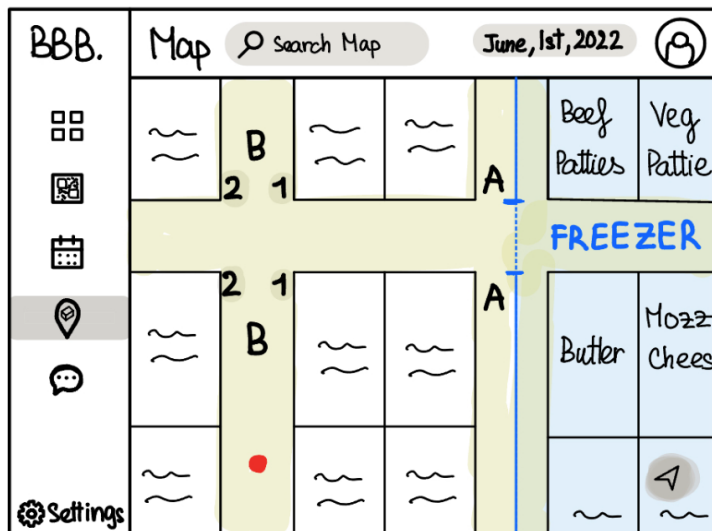 BBB.
Map
Search Map
June, 1st, 2022
Beef
Patties
Veg
Pattie
B
2 1
A
FREEZER
2 1
B
A
Butter
Mozz
Chees
Settings